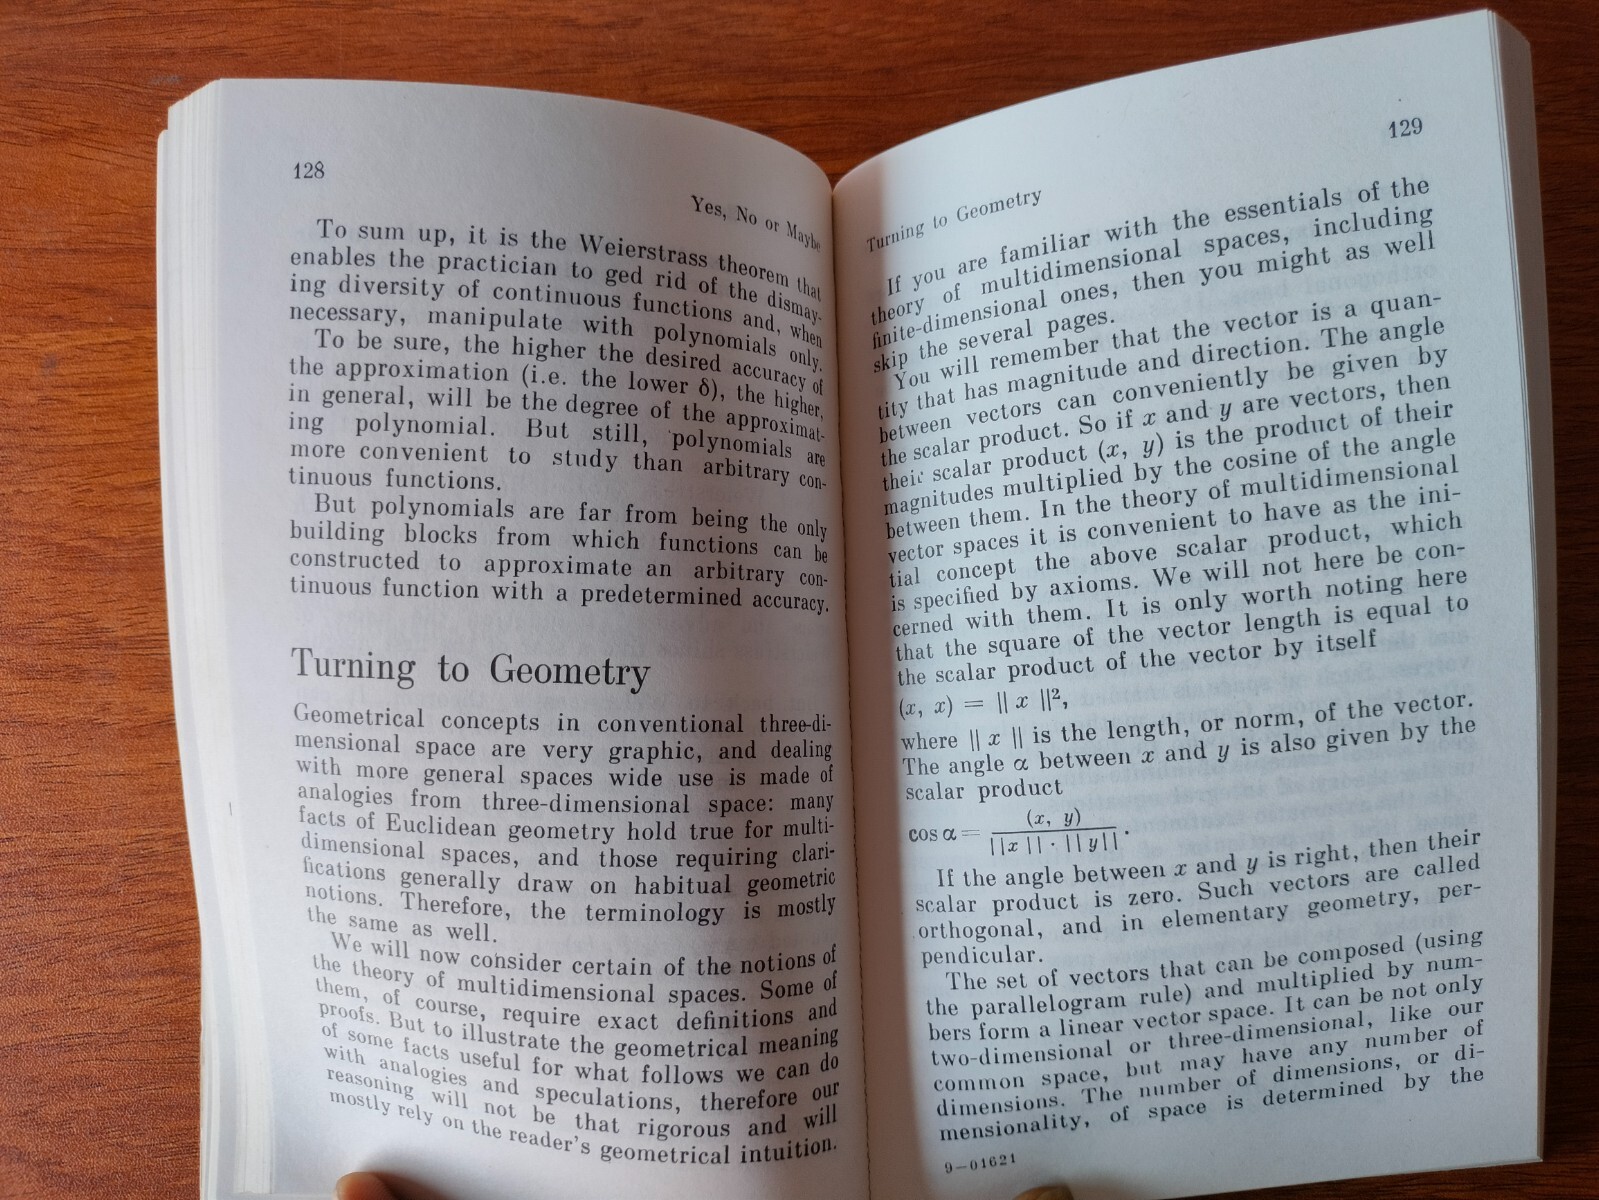 128
Yes, No or Maybe
To sum up, it is the Weierstrass theorem that
enables the practician to ged rid of the dismay-
ing diversity of continuous functions and, when
necessary, manipulate with polynomials only.
To be sure, the higher the desired accuracy of
the approximation (i.e. the lower δ), the higher,
in general, will be the degree of the approximat-
ing polynomial. But still, polynomials are
more convenient to study than arbitrary con-
tinuous functions.
But polynomials are far from being the only
building blocks from which functions can be
constructed to approximate an arbitrary con-
tinuous function with a predetermined accuracy.
Turning to Geometry
Geometrical concepts in conventional three-di-
mensional space are very graphic, and dealing
with more general spaces wide use is made of
analogies from three-dimensional space: many
facts of Euclidean geometry hold true for multi-
dimensional spaces, and those requiring clari-
fications generally draw on habitual geometric
notions. Therefore, the terminology is mostly
the same as well.
We will now consider certain of the notions of
the theory of multidimensional spaces. Some of
them, of course, require exact definitions and
proofs. But to illustrate the geometrical meaning
of some facts useful for what follows we can do
with analogies and speculations, therefore our
reasoning will not be that rigorous and will
mostly rely on the reader's geometrical intuition.
129
Turning to Geometry
If you are familiar with the essentials of the
theory of multidimensional spaces, including
finite-dimensional ones, then you might as well
skip the several pages.
You will remember that the vector is a quan-
tity that has magnitude and direction. The angle
between vectors can conveniently be given by
the scalar product. So if x and y are vectors, then
their scalar product (x, y) is the product of their
magnitudes multiplied by the cosine of the angle
between them. In the theory of multidimensional
vector spaces it is convenient to have as the ini-
tial concept the above scalar product, which
is specified by axioms. We will not here be con-
cerned with them. It is only worth noting here
that the square of the vector length is equal to
the scalar product of the vector by itself
(x, x) = || x ||²,
where || x || is the length, or norm, of the vector.
The angle α between x and y is also given by the
scalar product
cos α = (x, y) / ||x|| · ||y|| .
If the angle between x and y is right, then their
scalar product is zero. Such vectors are called
orthogonal, and in elementary geometry, per-
pendicular.
The set of vectors that can be composed (using
the parallelogram rule) and multiplied by num-
bers form a linear vector space. It can be not only
two-dimensional or three-dimensional, like our
common space, but may have any number of
dimensions. The number of dimensions, or di-
mensionality, of space is determined by the
9—01621